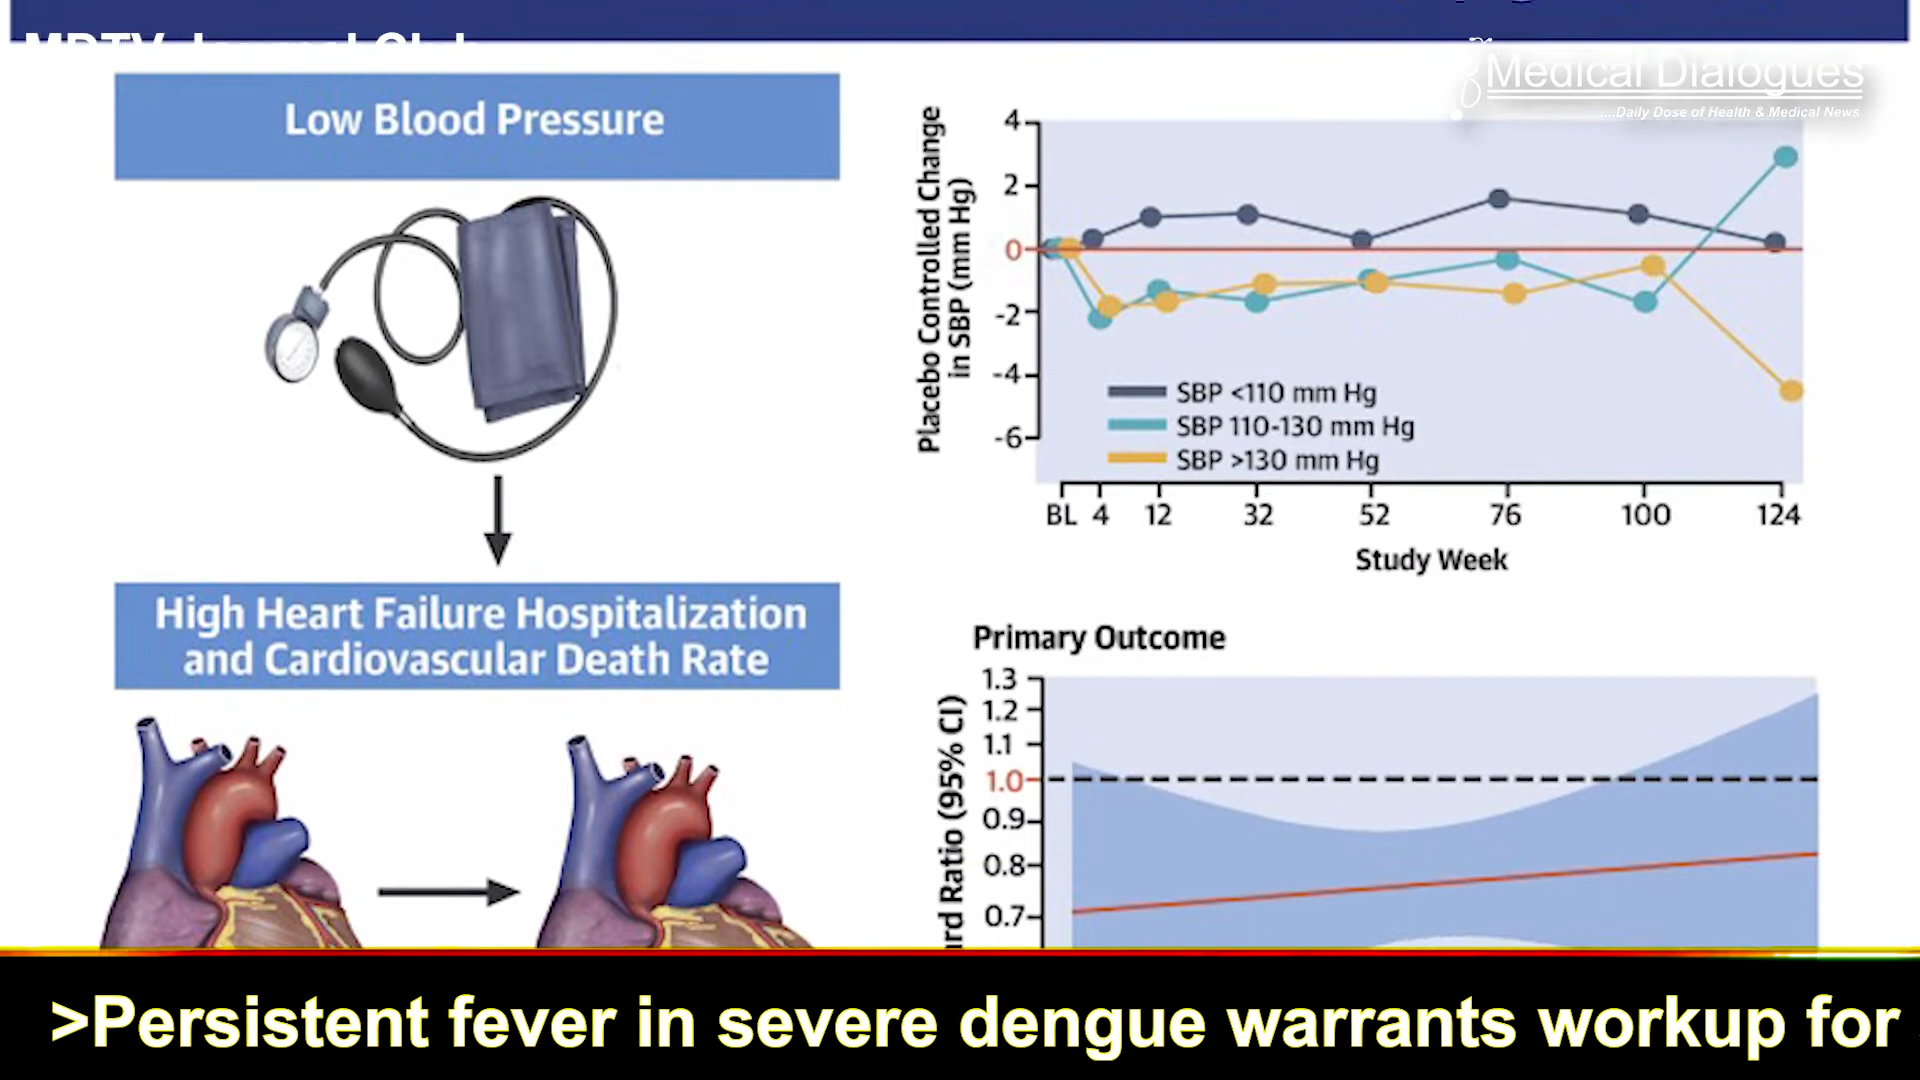 MDTV Journal Club
Medical Dialogues
....Daily Dose of Health & Medical News
Low Blood Pressure
High Heart Failure Hospitalization
and Cardiovascular Death Rate
Placebo Controlled Change
in SBP (mm Hg)
4
2
0
-2
-4
-6
SBP <110 mm Hg
SBP 110-130 mm Hg
SBP >130 mm Hg
BL 4 12 32 52 76 100 124
Study Week
Primary Outcome
Ratio (95% CI)
1.3
1.2
1.1
1.0
0.9
0.8
0.7
>Persistent fever in severe dengue warrants workup for